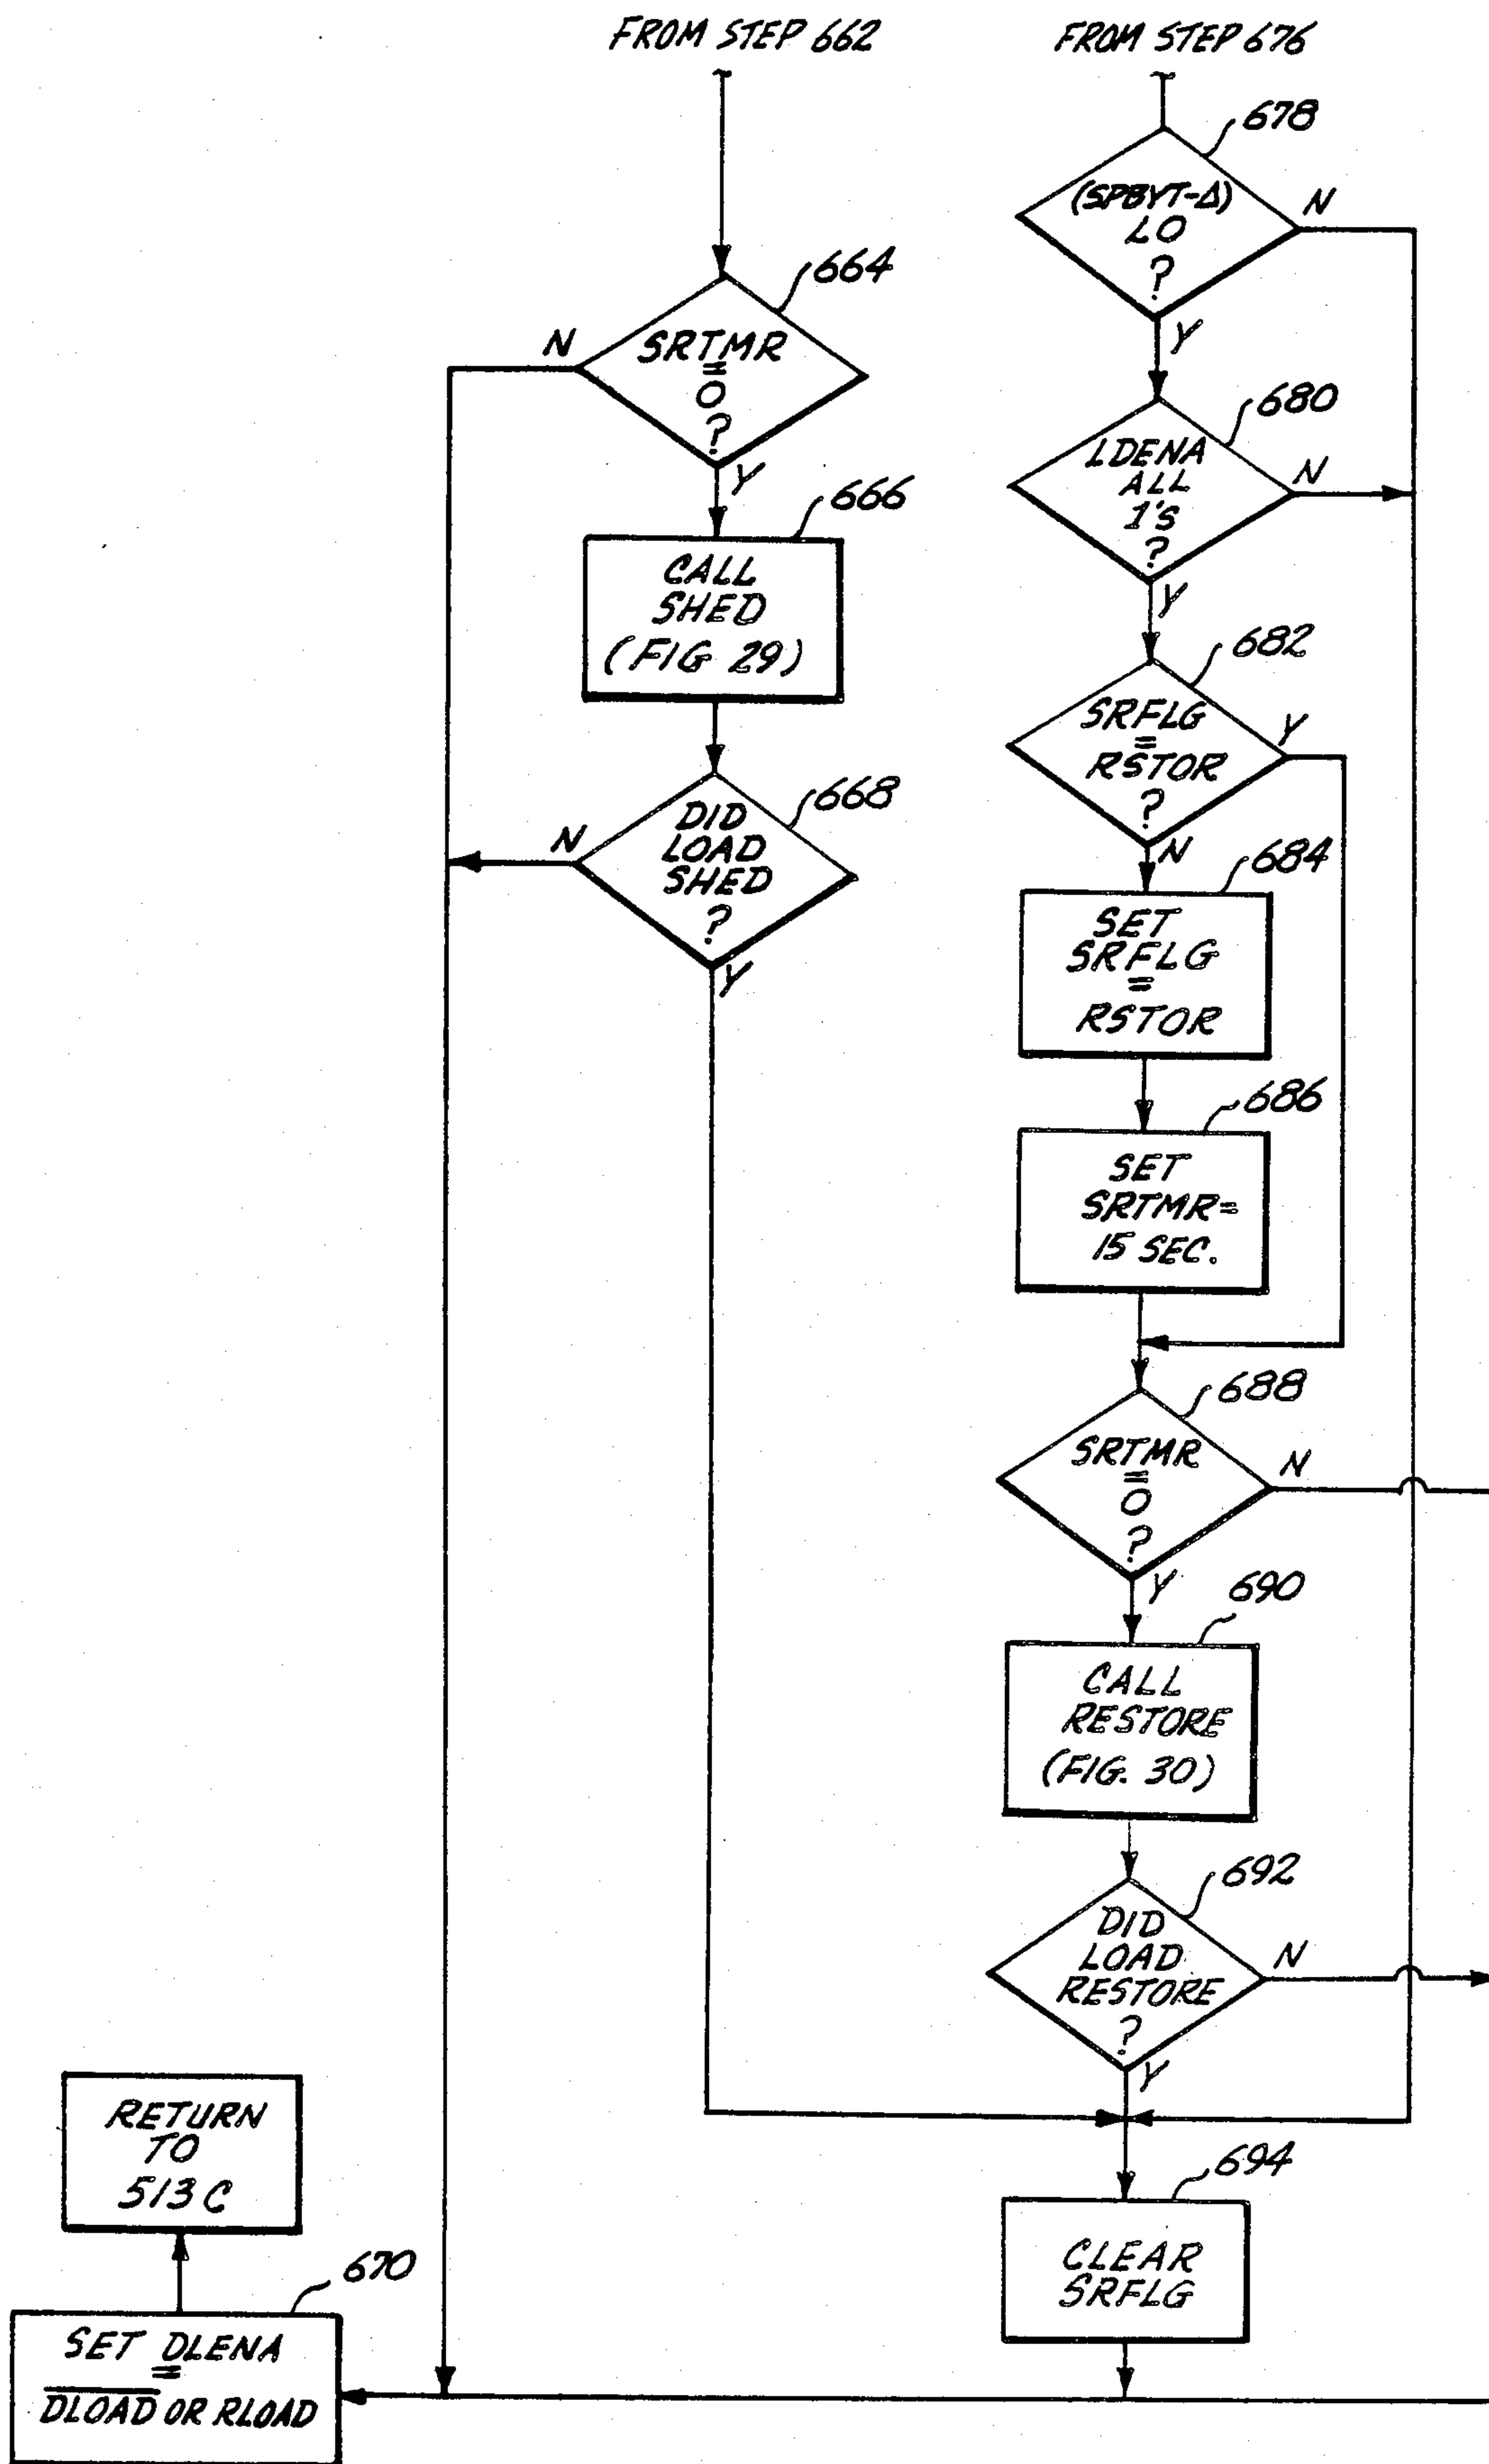 FROM STEP 662
664
SRTMR
=
0
?
N
Y
666
CALL
SHED
(FIG 29)
668
DID
LOAD
SHED
?
N
Y
FROM STEP 676
678
(SPBYT-Δ)
LO
?
N
Y
680
LDENA
ALL
1's
?
N
Y
682
SRFLG
=
RSTOR
?
Y
N
684
SET
SRFLG
=
RSTOR
686
SET
SRTMR=
15 SEC.
688
SRTMR
=
0
?
N
Y
690
CALL
RESTORE
(FIG. 30)
692
DID
LOAD
RESTORE
?
N
Y
694
CLEAR
SRFLG
RETURN
TO
513C
670
SET DLENA
=
D̅L̅O̅A̅D̅ OR RLOAD